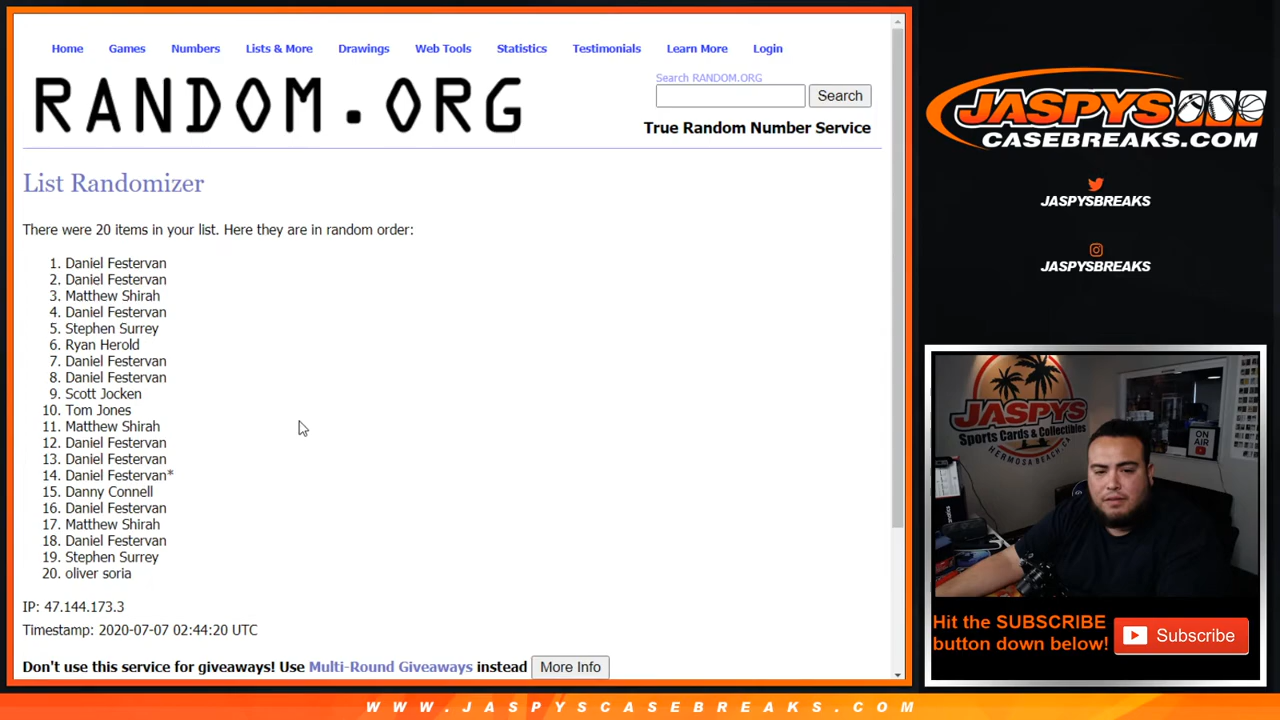 Home Games Numbers Lists & More Drawings Web Tools Statistics Testimonials Learn More Login
RANDOM.ORG
Search RANDOM.ORG
Search
True Random Number Service
List Randomizer
There were 20 items in your list. Here they are in random order:
1. Daniel Festervan
2. Daniel Festervan
3. Matthew Shirah
4. Daniel Festervan
5. Stephen Surrey
6. Ryan Herold
7. Daniel Festervan
8. Daniel Festervan
9. Scott Jocken
10. Tom Jones
11. Matthew Shirah
12. Daniel Festervan
13. Daniel Festervan
14. Daniel Festervan*
15. Danny Connell
16. Daniel Festervan
17. Matthew Shirah
18. Daniel Festervan
19. Stephen Surrey
20. oliver soria
IP: 47.144.173.3
Timestamp: 2020-07-07 02:44:20 UTC
Don't use this service for giveaways! Use Multi-Round Giveaways instead More Info
JASPYS
CASEBREAKS.COM
JASPYSBREAKS
JASPYSBREAKS
JASPYS
Sports Cards & Collectibles
HERMOSA BEACH, CA
ON
AIR
Hit the SUBSCRIBE
button down below!
Subscribe
WWW.JASPYSCASEBREAKS.COM